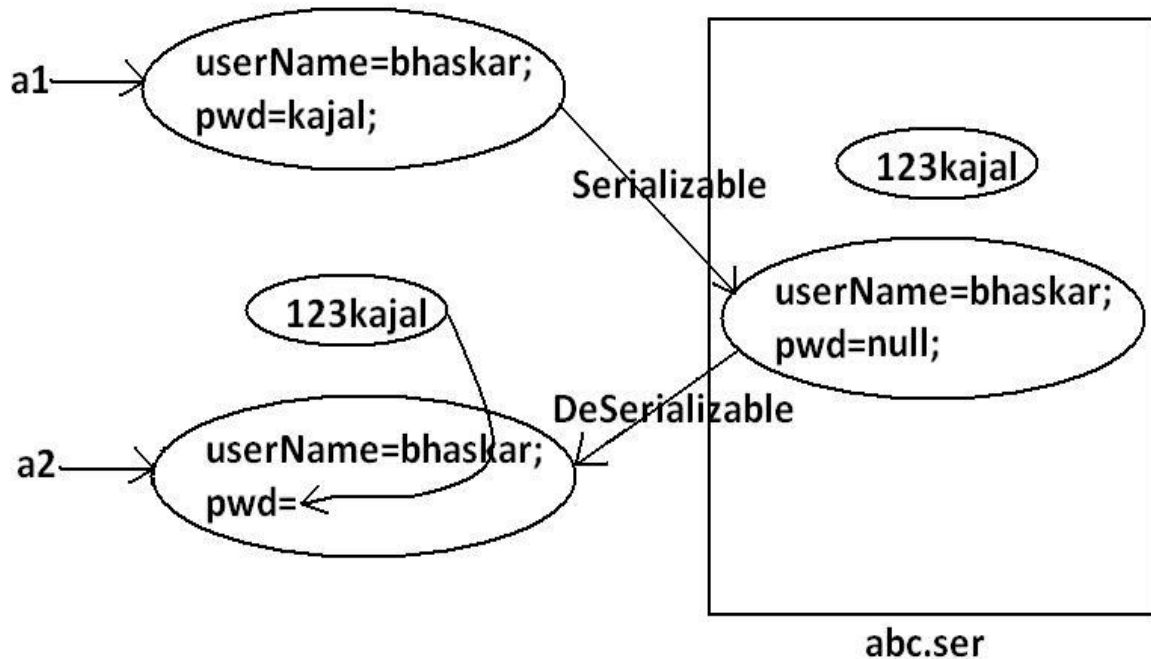 a1
userName=bhaskar;
pwd=kajal;
Serializable
123kajal
userName=bhaskar;
pwd=null;
123kajal
DeSerializable
a2
userName=bhaskar;
pwd=
abc.ser